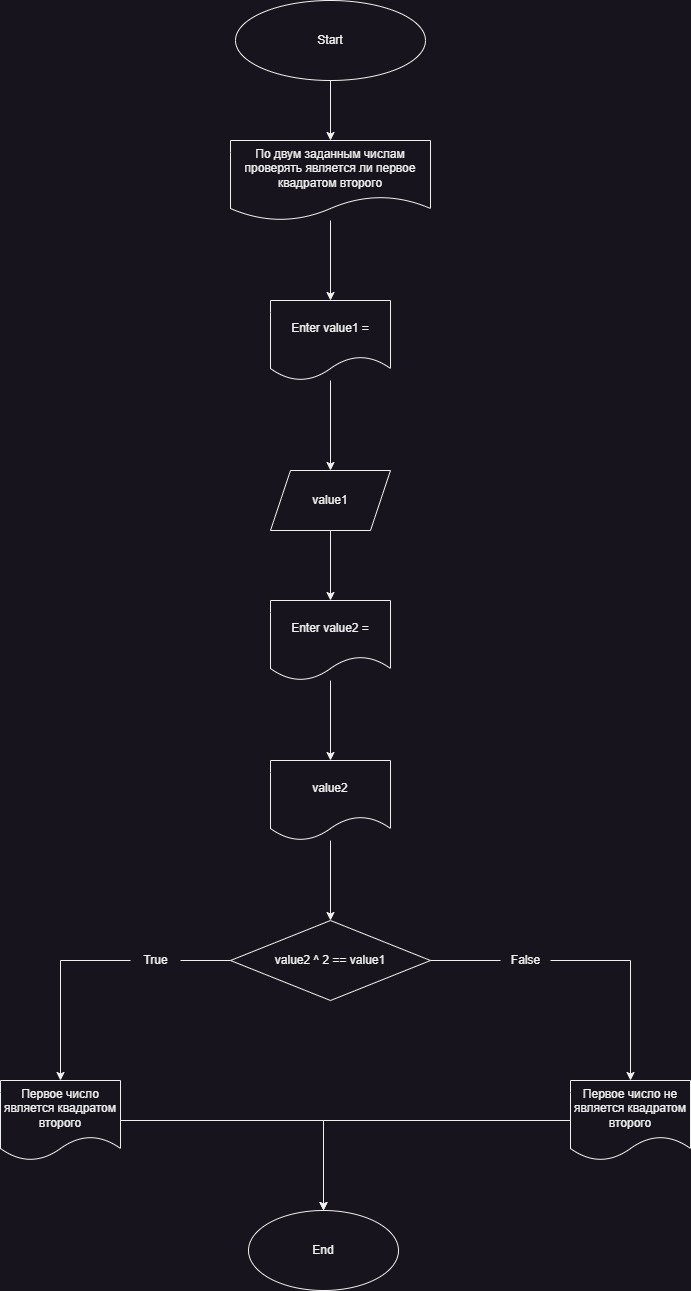 Start
По двум заданным числам
проверять является ли первое
квадратом второго
Enter value1 =
value1
Enter value2 =
value2
value2 ^ 2 == value1
True
False
Первое число
является квадратом
второго
Первое число не
является квадратом
второго
End